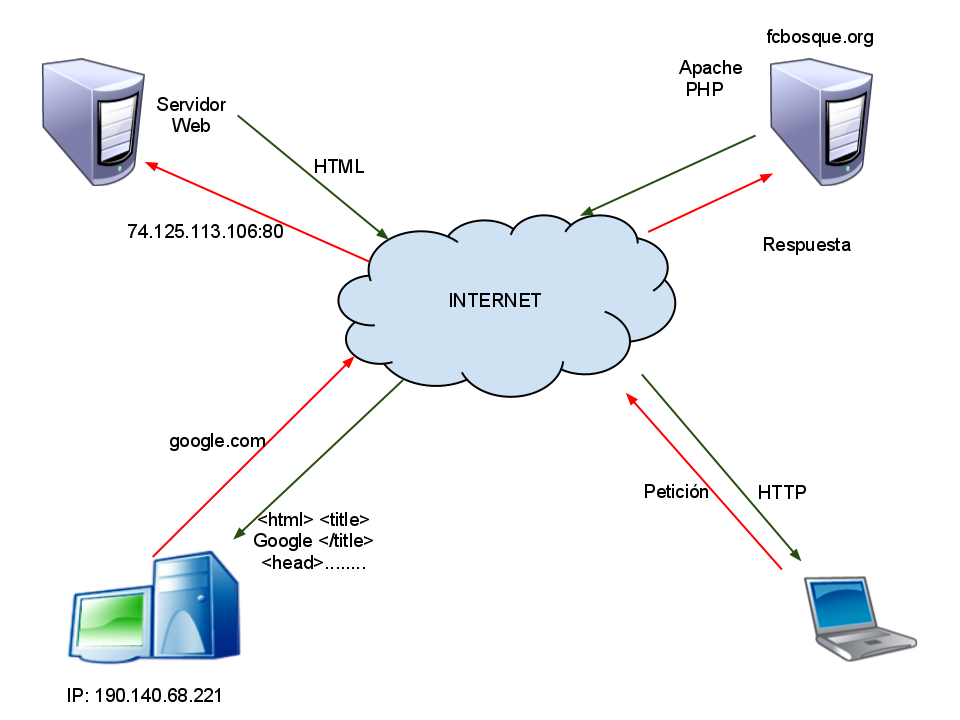 fcbosque.org
Apache
PHP
Servidor
Web
HTML
74.125.113.106:80
Respuesta
INTERNET
google.com
Petición
HTTP
<html> <title>
Google </title>
<head>........
IP: 190.140.68.221